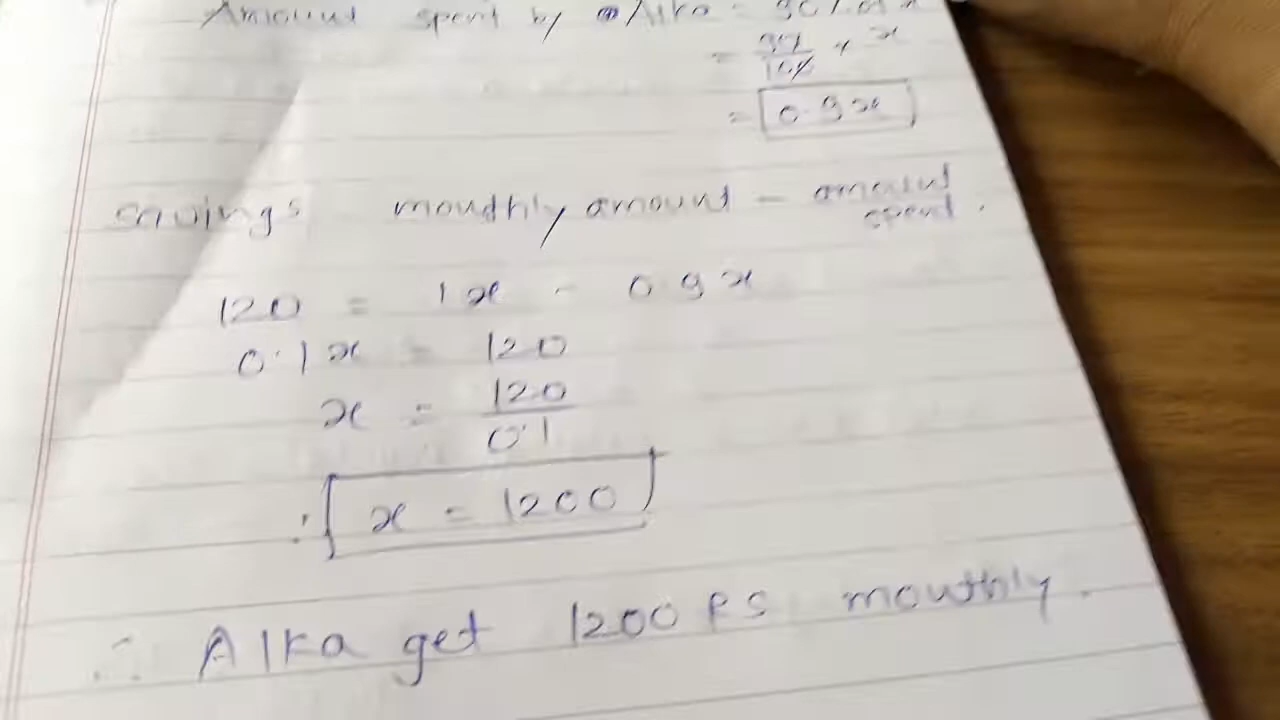 Amount spent by Alka = 90% of x
= 90/100 × x
= 0.9x
savings monthly amount - amount spent.
120 = 1x - 0.9x
0.1x = 120
x = 120/0.1
∴ x = 1200
∴ Alka get 1200 RS monthly.